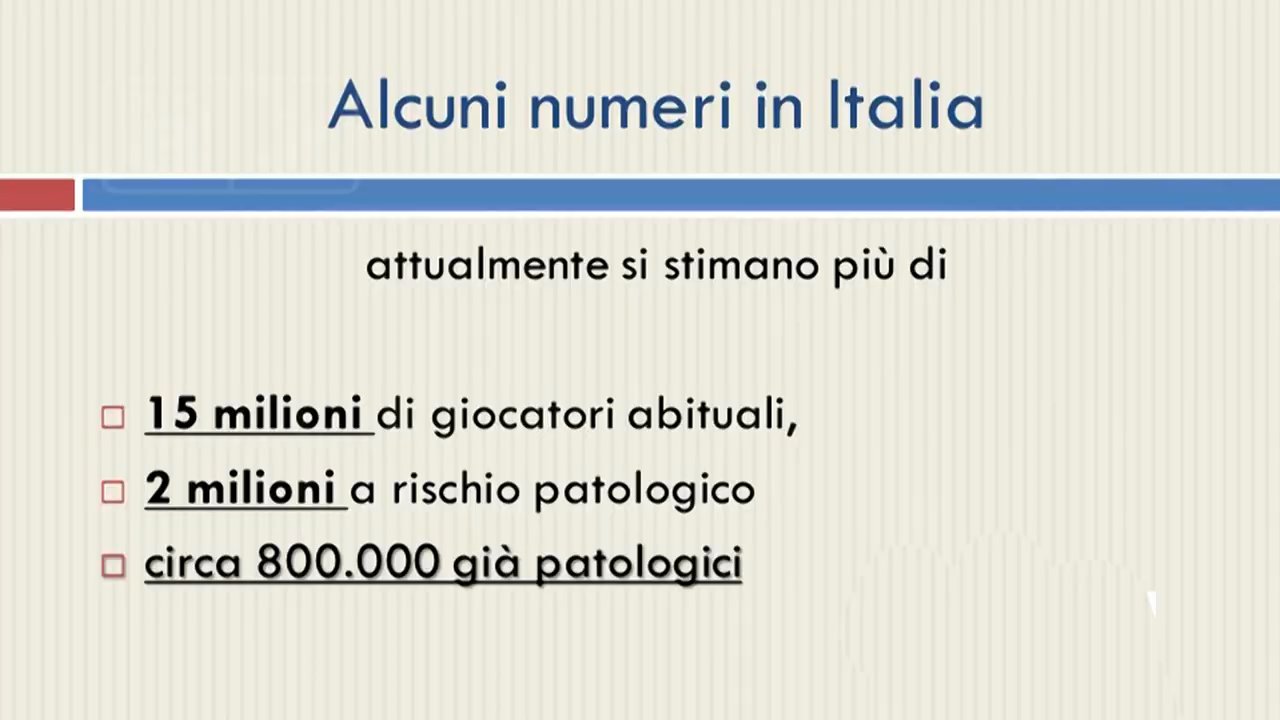 Alcuni numeri in Italia
attualmente si stimano più di
15 milioni di giocatori abituali,
2 milioni a rischio patologico
circa 800.000 già patologici